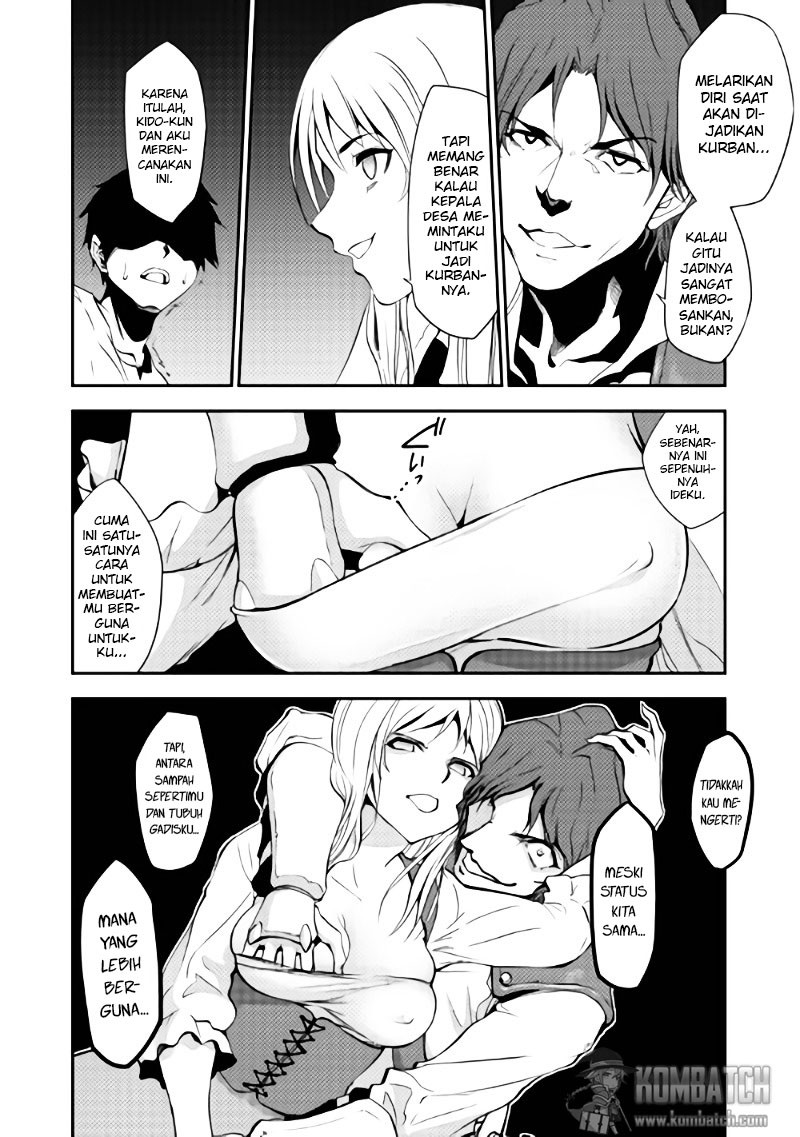 MELARIKAN
DIRI SAAT
AKAN DI-
JADIKAN
KURBAN...
KALAU
GITU
JADINYA
SANGAT
MEMBO-
SANKAN,
BUKAN?
TAPI
MEMANG
BENAR
KALAU
KEPALA
DESA ME-
MINTAKU
UNTUK
JADI
KURBAN-
NYA.
KARENA
ITULAH,
KIDO-KUN
DAN AKU
MEREN-
CANAKAN
INI.
YAH,
SEBENAR-
NYA INI
SEPENUH-
NYA
IDEKU.
ぐい
CUMA
INI SATU-
SATUNYA
CARA
UNTUK
MEMBUAT-
MU BER-
GUNA
UNTUK-
KU...
TIDAKKAH
KAU ME-
NGERTI?
MESKI
STATUS
KITA
SAMA...
TAPI,
ANTARA
SAMPAH
SEPERTIMU
DAN TUBUH
GADISKU...
MANA
YANG
LEBIH
BER-
GUNA...
KOMBATCH
www.kombatch.com